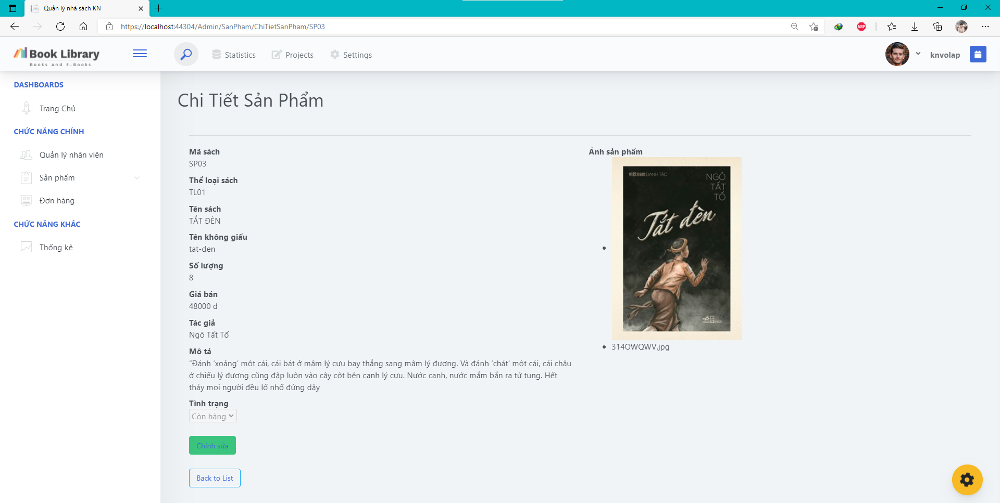 Quản lý nhà sách KN
https://localhost:44304/Admin/SanPham/ChiTietSanPham/SP03
ABP
Book Library
Books and E-Books
Statistics
Projects
Settings
knvolap
DASHBOARDS
Trang Chủ
CHỨC NĂNG CHÍNH
Quản lý nhân viên
Sản phẩm
Đơn hàng
CHỨC NĂNG KHÁC
Thống kê
Chi Tiết Sản Phẩm
Mã sách
SP03
Thể loại sách
TL01
Tên sách
TẮT ĐÈN
Tên không giấu
tat-den
Số lượng
8
Giá bán
48000 đ
Tác giả
Ngô Tất Tố
Mô tả
“Đánh ‘xoảng’ một cái, cái bát ở mâm lý cựu bay thẳng sang mâm lý đương. Và đánh ‘chát’ một cái, cái chậu
ở chiếu lý đương cũng đập luôn vào cây cột bên cạnh lý cựu. Nước canh, nước mắm bắn ra tứ tung. Hết
thảy mọi người đều lố nhố đứng dậy
Tình trạng
Còn hàng
Chỉnh sửa
Back to List
Ảnh sản phẩm
việtnam DANH TÁC
NGÔ
TẤT
TỐ
Tắt đèn
314OWQWV.jpg